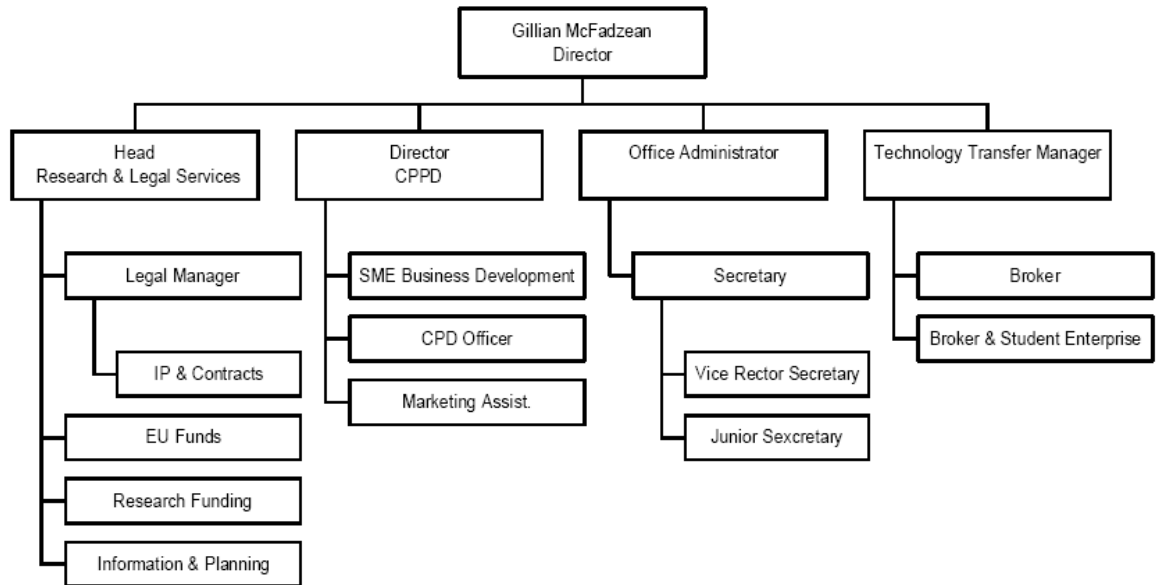 Gillian McFadzean
Director
Head
Research & Legal Services
Director
CPPD
Office Administrator
Technology Transfer Manager
Legal Manager
IP & Contracts
EU Funds
Research Funding
Information & Planning
SME Business Development
CPD Officer
Marketing Assist.
Secretary
Vice Rector Secretary
Junior Sexcretary
Broker
Broker & Student Enterprise